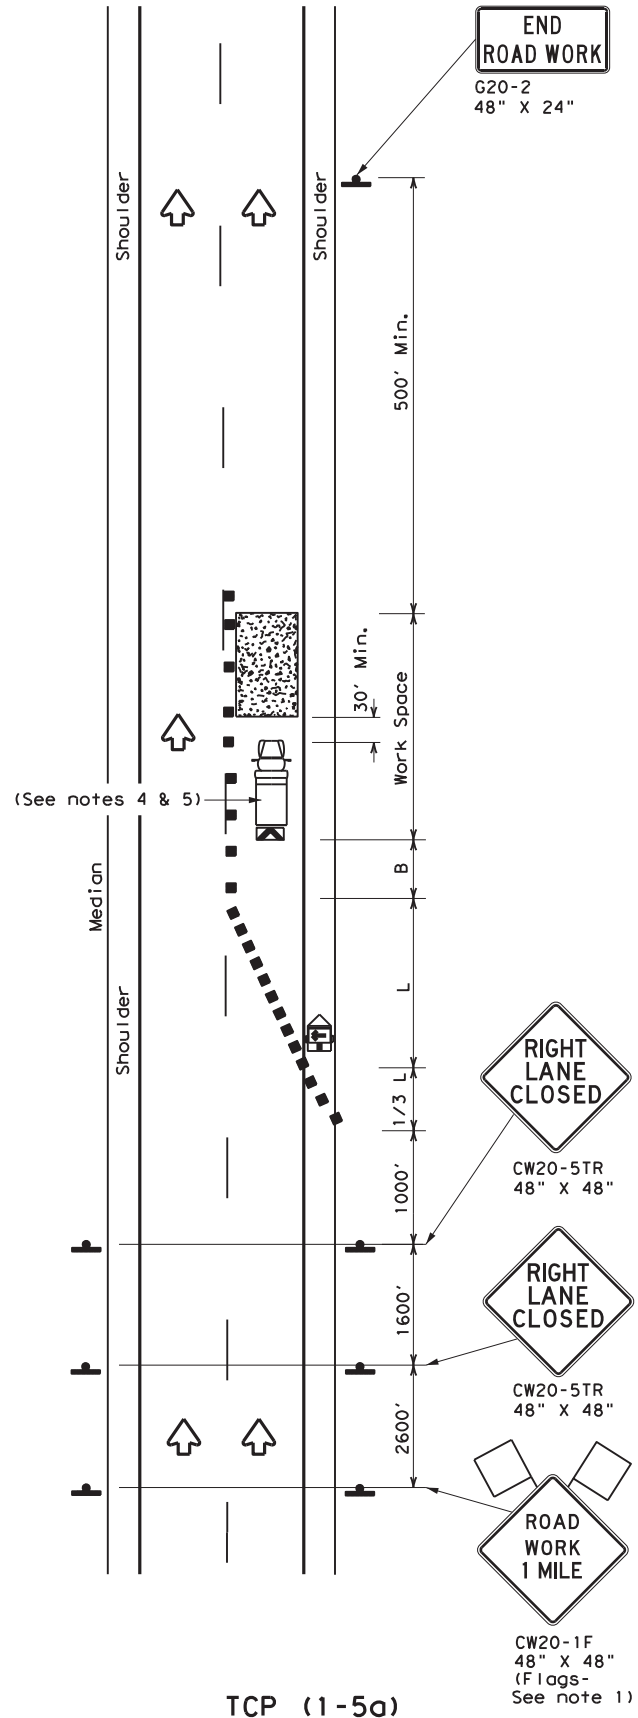 END
ROAD WORK
G20-2
48" X 24"
Shoulder
Shoulder
500' Min.
30' Min.
Work Space
(See notes 4 & 5)
B
Median
L
Shoulder
RIGHT
LANE
CLOSED
1/3 L
CW20-5TR
48" X 48"
1000'
RIGHT
LANE
CLOSED
1600'
CW20-5TR
48" X 48"
2600'
ROAD
WORK
1 MILE
CW20-1F
48" X 48"
(Flags-
See note 1)
TCP (1-5a)